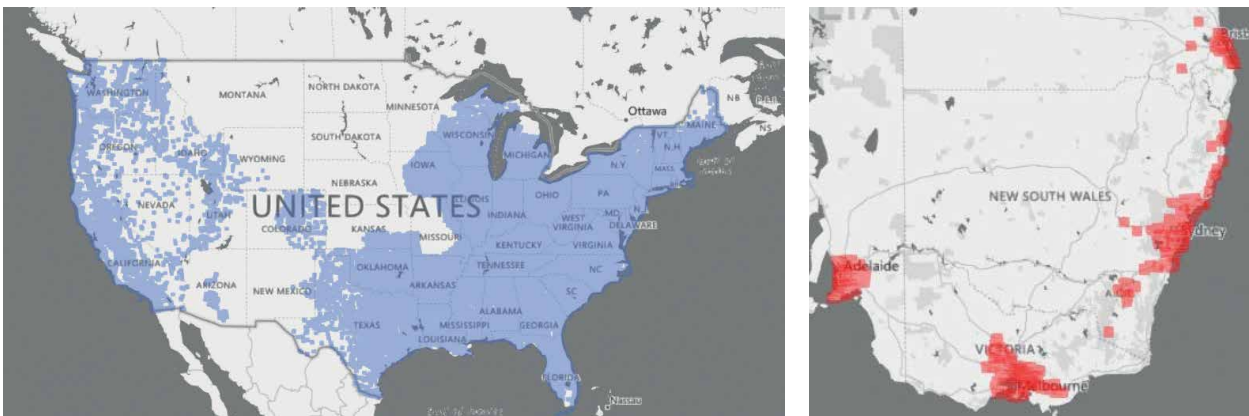 WASHINGTON
MONTANA
NORTH DAKOTA
MINNESOTA
Ottawa
NB
MAINE
NS
OREGON
IDAHO
SOUTH DAKOTA
WISCONSIN
VT.
N.H
WYOMING
IOWA
MICHIGAN
N.Y.
MASS.
NEBRASKA
NEVADA
UTAH
UNITED STATES
ILLINOIS
INDIANA
OHIO
PA
N.J.
MD.
DELAWARE
COLORADO
KANSAS
MISSOURI
WEST
VIRGINIA
CALIFORNIA
KENTUCKY
VIRGINIA
ARIZONA
NEW MEXICO
OKLAHOMA
ARKANSAS
TENNESSEE
NC
SC
TEXAS
MISSISSIPPI
ALABAMA
GEORGIA
LOUISIANA
FLORIDA
Nassau
NEW SOUTH WALES
Sydney
Adelaide
VICTORIA
Melbourne